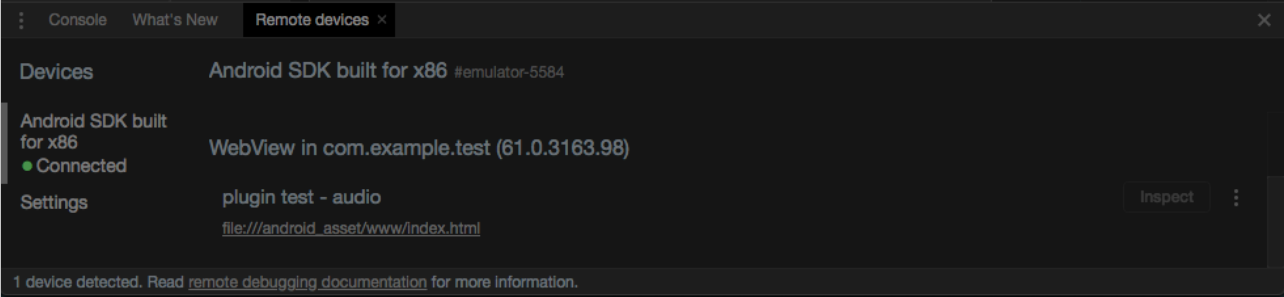 Console What's New Remote devices ×
Devices
Android SDK built for x86 #emulator-5584
Android SDK built
for x86
Connected
WebView in com.example.test (61.0.3163.98)
Settings
plugin test - audio
Inspect
file:///android_asset/www/index.html
1 device detected. Read remote debugging documentation for more information.